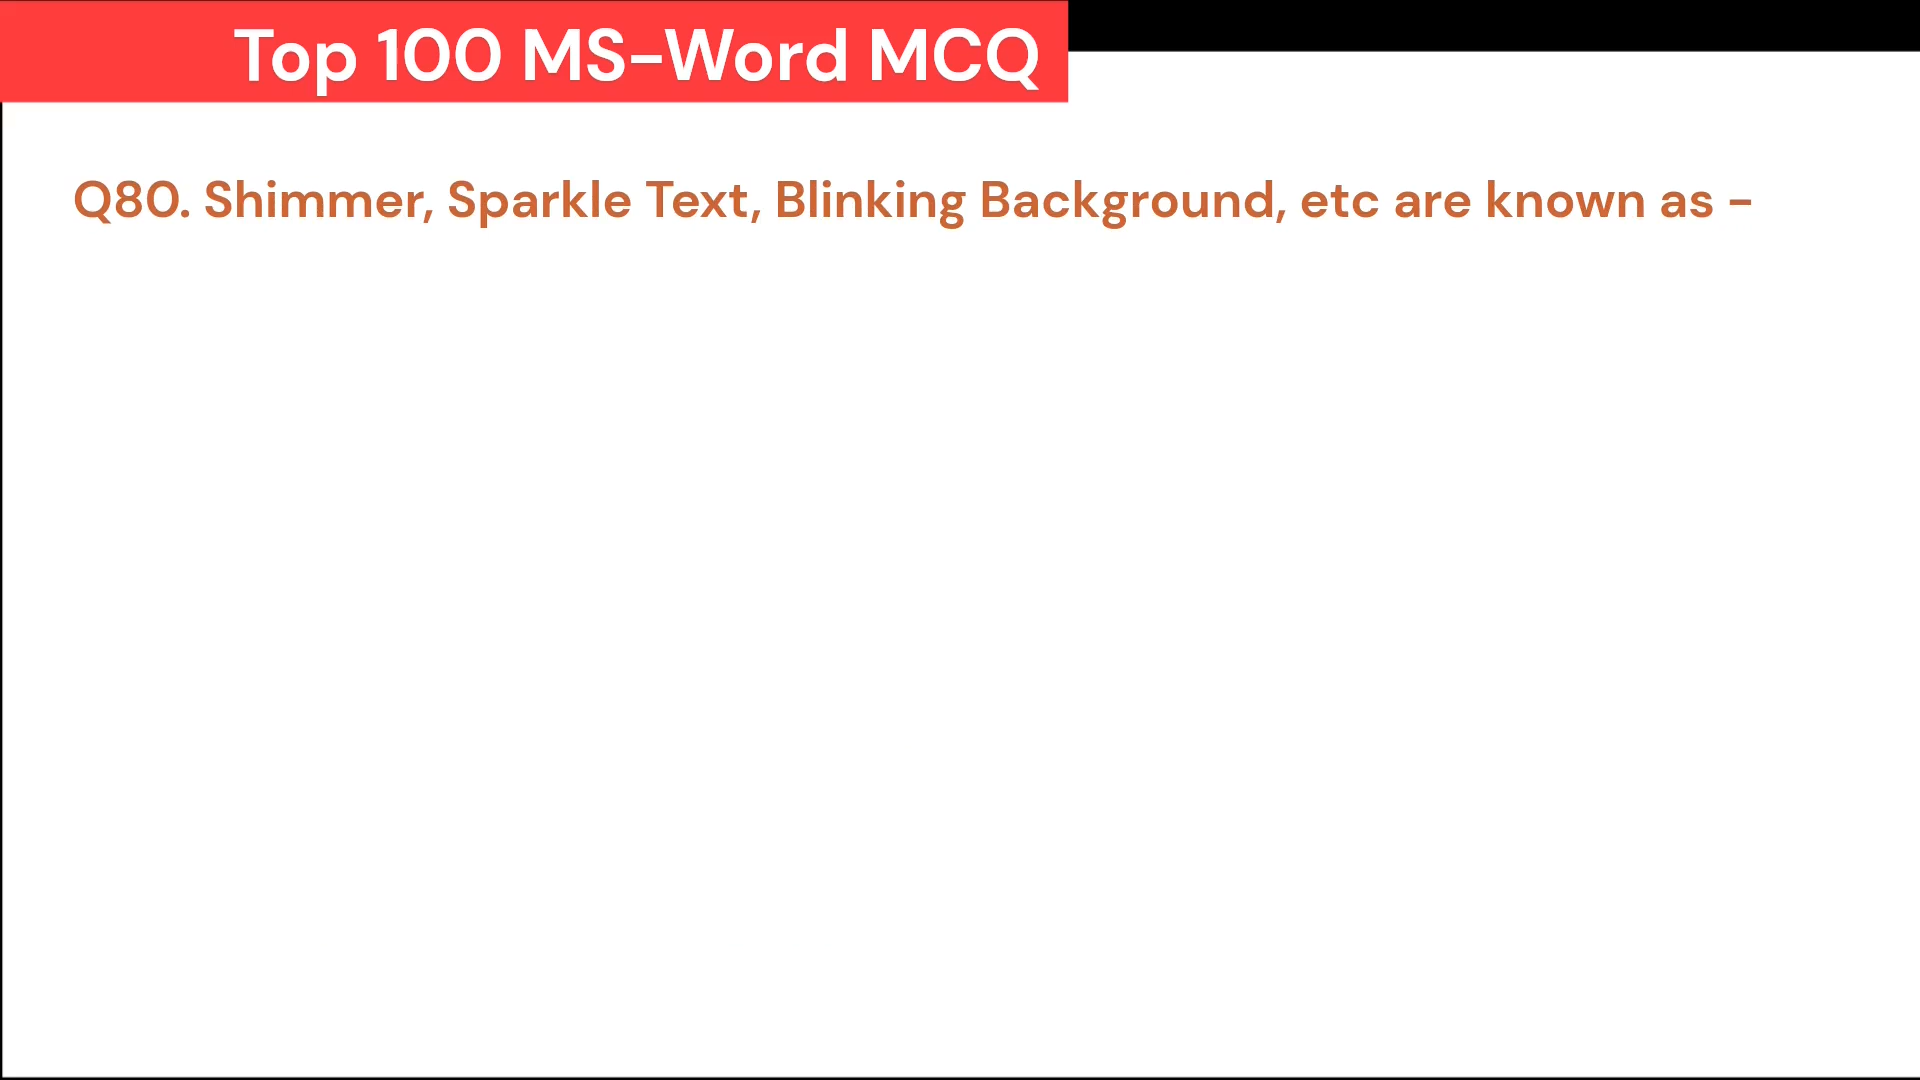 Top 100 MS-Word MCQ
Q80. Shimmer, Sparkle Text, Blinking Background, etc are known as -